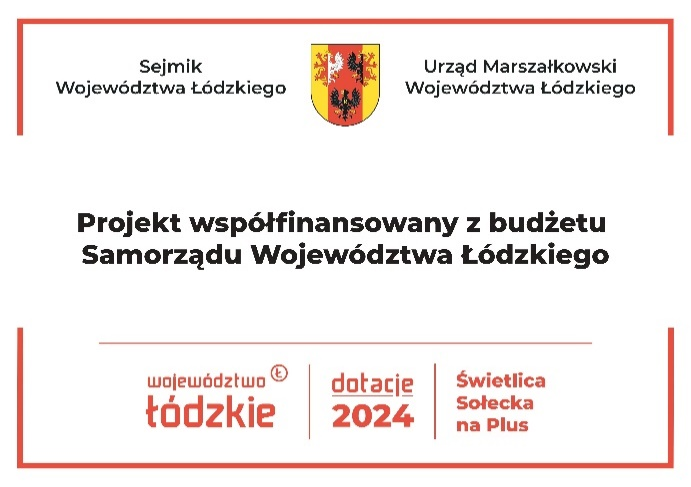 Sejmik
Województwa Łódzkiego
Urząd Marszałkowski
Województwa Łódzkiego
Projekt współfinansowany z budżetu
Samorządu Województwa Łódzkiego
województwo Ł
łódzkie
dotacje
2024
Świetlica
Sołecka
na Plus